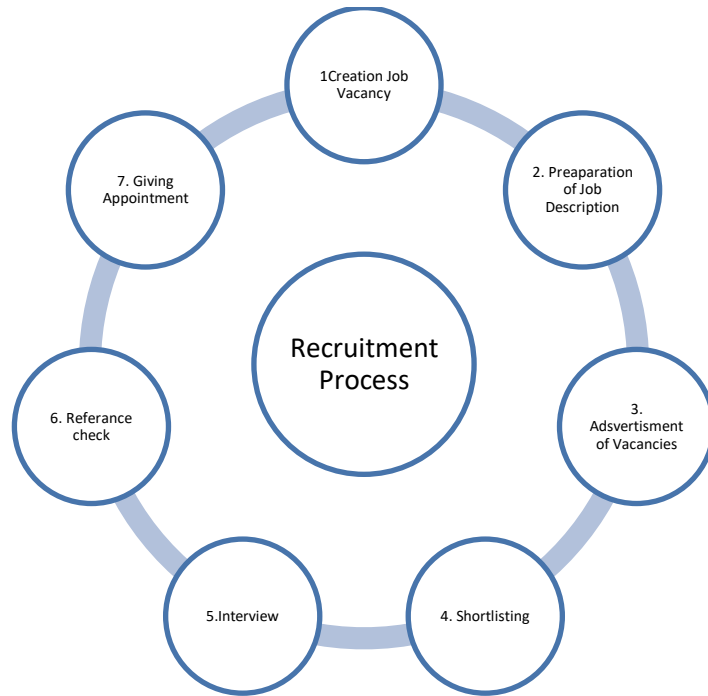 1Creation Job
Vacancy
2. Preaparation
of Job
Description
3.
Adsvertisment
of Vacancies
4. Shortlisting
5.Interview
6. Referance
check
7. Giving
Appointment
Recruitment
Process